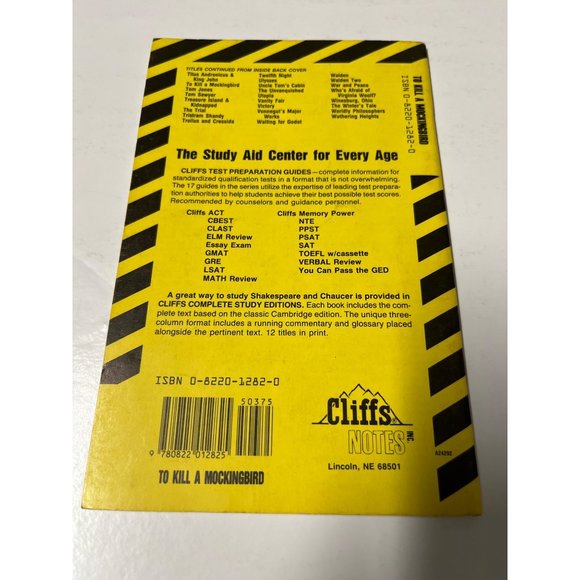 TITLES CONTINUED FROM INSIDE BACK COVER
Titus Andronicus &
King John
To Kill a Mockingbird
Tom Jones
Tom Sawyer
Treasure Island &
Kidnapped
The Trial
Tristram Shandy
Troilus and Cressida
Twelfth Night
Ulysses
Uncle Tom's Cabin
The Unvanquished
Utopia
Vanity Fair
Victory
Vonnegut's Major
Works
Waiting for Godot
Walden
Walden Two
War and Peace
Who's Afraid of
Virginia Woolf?
Winesburg, Ohio
The Winter's Tale
Worldly Philosophers
Wuthering Heights
The Study Aid Center for Every Age
CLIFFS TEST PREPARATION GUIDES—complete information for
standardized qualification tests in a format that is not overwhelming.
The 17 guides in the series utilize the expertise of leading test prepara-
tion authorities to help students achieve their best possible test scores.
Recommended by counselors and guidance personnel.
Cliffs ACT
CBEST
CLAST
ELM Review
Essay Exam
GMAT
GRE
LSAT
MATH Review
Cliffs Memory Power
NTE
PPST
PSAT
SAT
TOEFL w/cassette
VERBAL Review
You Can Pass the GED
A great way to study Shakespeare and Chaucer is provided in
CLIFFS COMPLETE STUDY EDITIONS. Each book includes the com-
plete text based on the classic Cambridge edition. The unique three-
column format includes a running commentary and glossary placed
alongside the pertinent text. 12 titles in print.
ISBN 0-8220-1282-0
50375
9 780822 012825
TO KILL A MOCKINGBIRD
Cliffs
NOTES INC.
Lincoln, NE 68501
A24292
TO KILL A MOCKINGBIRD
ISBN 0-8220-1282-0